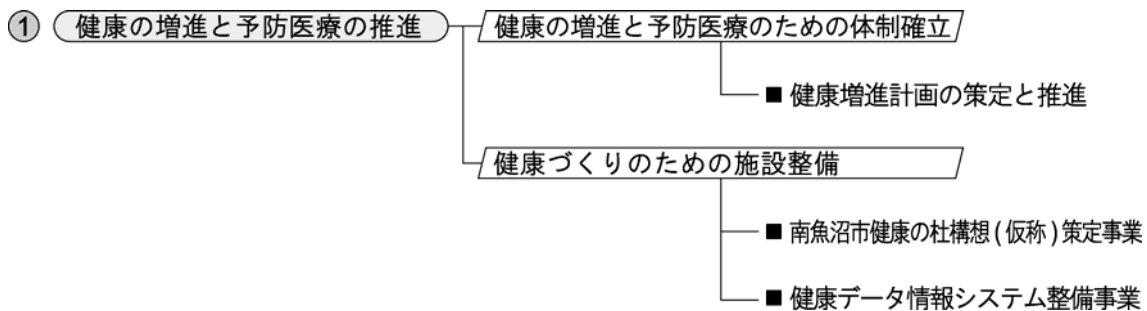 ① 健康の増進と予防医療の推進 健康の増進と予防医療のための体制確立
■ 健康増進計画の策定と推進
健康づくりのための施設整備
■ 南魚沼市健康の杜構想(仮称)策定事業
■ 健康データ情報システム整備事業